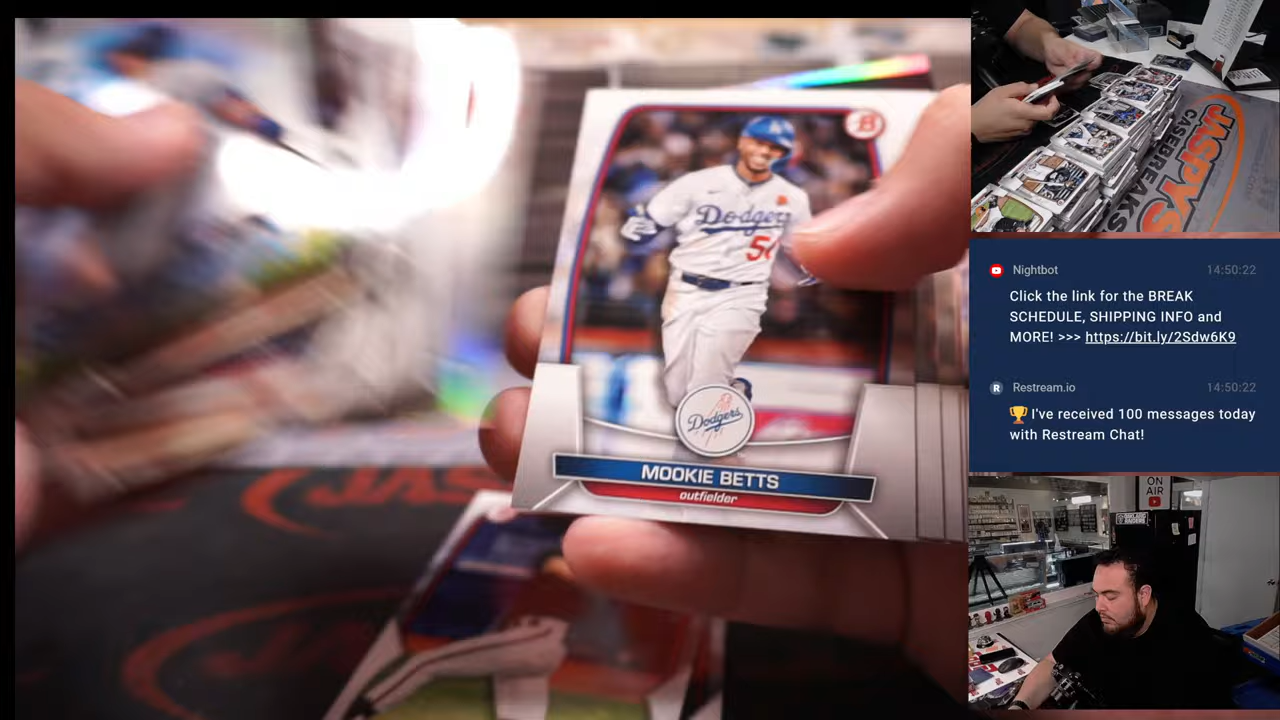 Dodgers
50
B
Dodgers
MOOKIE BETTS
outfielder
JASPY'S
CASEBREAKS
Nightbot
14:50:22
Click the link for the BREAK
SCHEDULE, SHIPPING INFO and
MORE! >>> https://bit.ly/2Sdw6K9
R
Restream.io
14:50:22
🏆 I've received 100 messages today
with Restream Chat!
ON
AIR